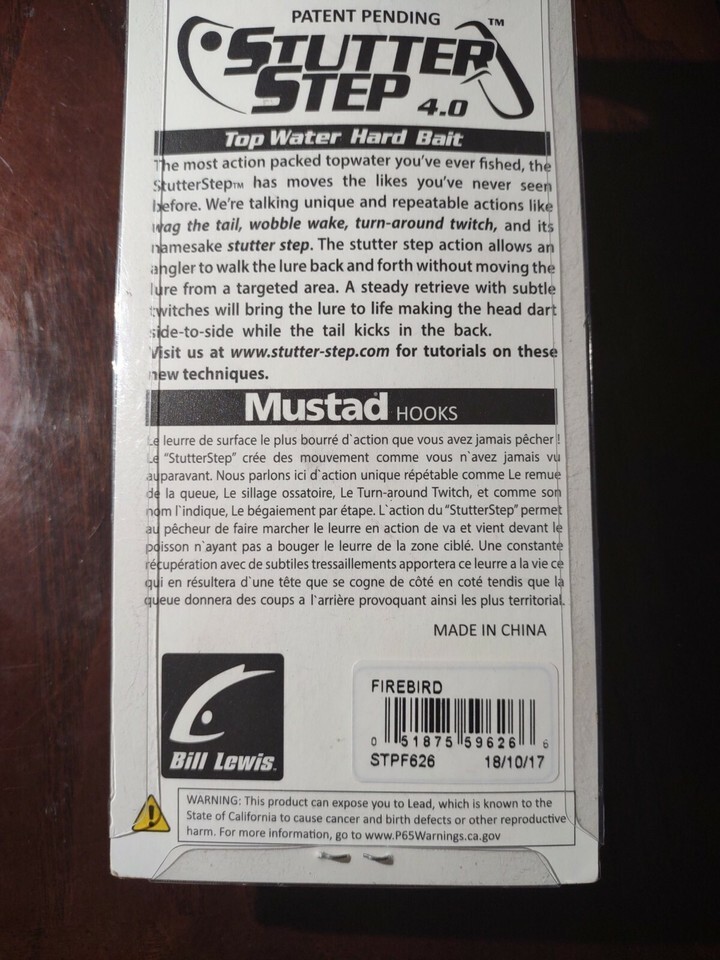 PATENT PENDING
STUTTER TM
STEP 4.0
Top Water Hard Bait
The most action packed topwater you've ever fished, the
StutterStep™ has moves the likes you've never seen
before. We're talking unique and repeatable actions like
wag the tail, wobble wake, turn-around twitch, and its
namesake stutter step. The stutter step action allows an
angler to walk the lure back and forth without moving the
lure from a targeted area. A steady retrieve with subtle
twitches will bring the lure to life making the head dart
side-to-side while the tail kicks in the back.
Visit us at www.stutter-step.com for tutorials on these
new techniques.
Mustad HOOKS
Le leurre de surface le plus bourré d`action que vous avez jamais pêcher !
Le "StutterStep" crée des mouvement comme vous n`avez jamais vu
auparavant. Nous parlons ici d`action unique répétable comme Le remue
de la queue, Le sillage ossatoire, Le Turn-around Twitch, et comme son
nom l`indique, Le bégaiement par étape. L`action du "StutterStep" permet
au pêcheur de faire marcher le leurre en action de va et vient devant le
poisson n`ayant pas a bouger le leurre de la zone ciblé. Une constante
récupération avec de subtiles tressaillements apportera ce leurre a la vie ce
qui en résultera d`une tête que se cogne de côté en coté tendis que la
queue donnera des coups a l`arrière provoquant ainsi les plus territorial.
MADE IN CHINA
Bill Lewis
FIREBIRD
0 51875 59626 6
STPF626 18/10/17
WARNING: This product can expose you to Lead, which is known to the
State of California to cause cancer and birth defects or other reproductive
harm. For more information, go to www.P65Warnings.ca.gov